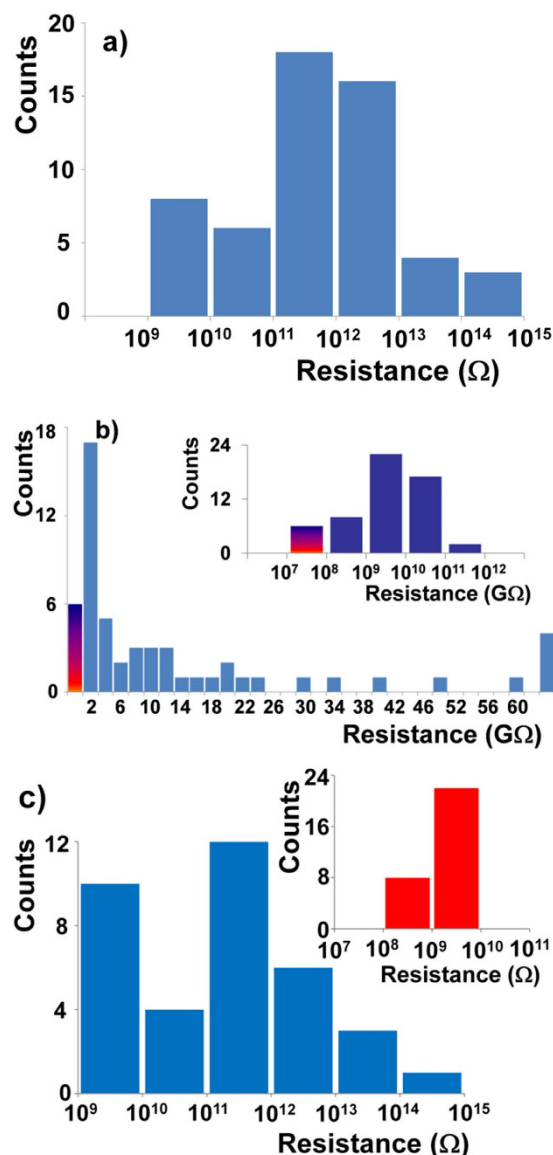 a)
Counts
20
15
10
5
0
10⁹ 10¹⁰ 10¹¹ 10¹² 10¹³ 10¹⁴ 10¹⁵
Resistance (Ω)
b)
Counts
18
12
6
0
2 6 10 14 18 22 26 30 34 38 42 46 52 56 60
Resistance (GΩ)
Counts
24
12
0
10⁷ 10⁸ 10⁹ 10¹⁰ 10¹¹ 10¹²
Resistance (GΩ)
c)
Counts
12
8
4
0
10⁹ 10¹⁰ 10¹¹ 10¹² 10¹³ 10¹⁴ 10¹⁵
Resistance (Ω)
Counts
24
16
8
0
10⁷ 10⁸ 10⁹ 10¹⁰ 10¹¹
Resistance (Ω)